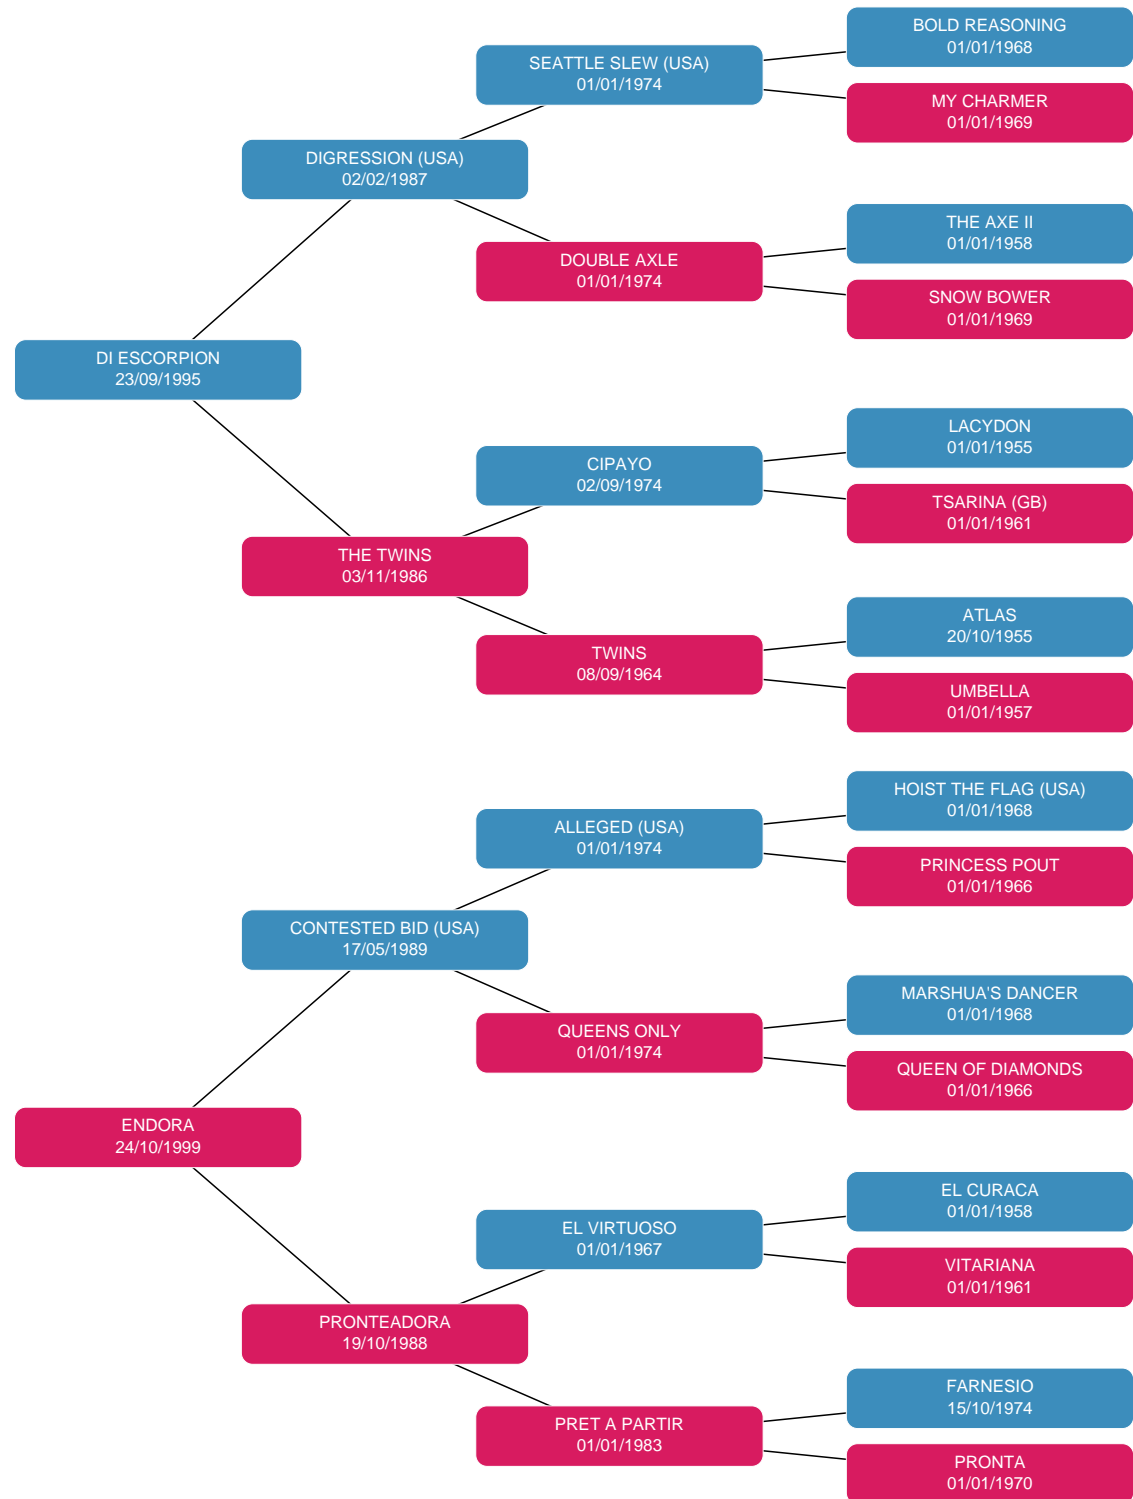 BOLD REASONING
01/01/1968
SEATTLE SLEW (USA)
01/01/1974
MY CHARMER
01/01/1969
DIGRESSION (USA)
02/02/1987
THE AXE II
01/01/1958
DOUBLE AXLE
01/01/1974
SNOW BOWER
01/01/1969
DI ESCORPION
23/09/1995
LACYDON
01/01/1955
CIPAYO
02/09/1974
TSARINA (GB)
01/01/1961
THE TWINS
03/11/1986
ATLAS
20/10/1955
TWINS
08/09/1964
UMBELLA
01/01/1957
HOIST THE FLAG (USA)
01/01/1968
ALLEGED (USA)
01/01/1974
PRINCESS POUT
01/01/1966
CONTESTED BID (USA)
17/05/1989
MARSHUA'S DANCER
01/01/1968
QUEENS ONLY
01/01/1974
QUEEN OF DIAMONDS
01/01/1966
ENDORA
24/10/1999
EL CURACA
01/01/1958
EL VIRTUOSO
01/01/1967
VITARIANA
01/01/1961
PRONTEADORA
19/10/1988
FARNESIO
15/10/1974
PRET A PARTIR
01/01/1983
PRONTA
01/01/1970